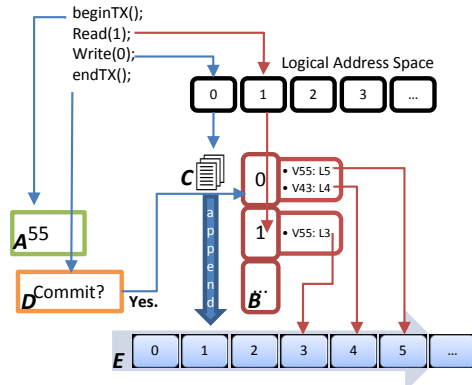 beginTX();
Read(1);
Write(0);
endTX();
Logical Address Space
0 1 2 3 ...
C
0
• V55: L5
• V43: L4
A 55
append
1
• V55: L3
D Commit?
Yes.
B ...
E 0 1 2 3 4 5 ...